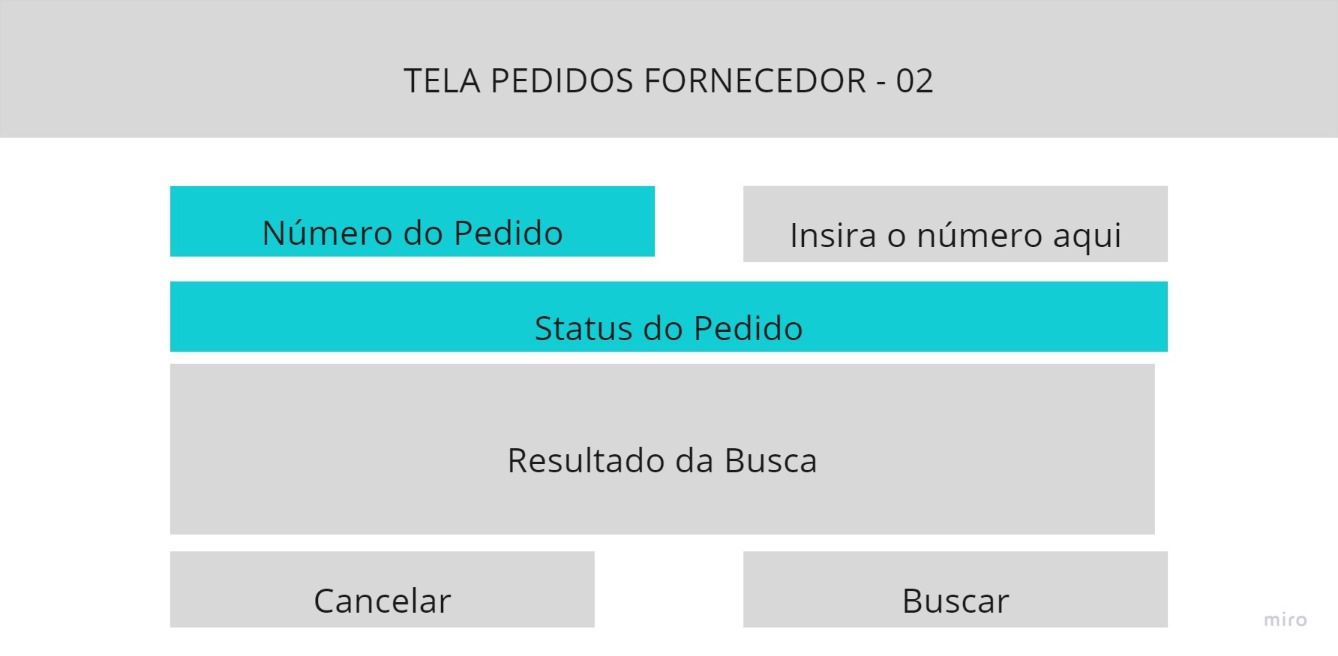 TELA PEDIDOS FORNECEDOR - 02
Número do Pedido
Insira o número aqui
Status do Pedido
Resultado da Busca
Cancelar
Buscar
miro